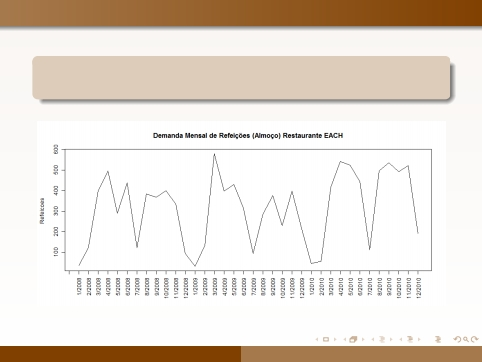 Demanda Mensal de Refeições (Almoço) Restaurante EACH
Refeicoes
600
500
400
300
200
100
1/2008 2/2008 3/2008 4/2008 5/2008 6/2008 7/2008 8/2008 9/2008 10/2008 11/2008 12/2008 1/2009 2/2009 3/2009 4/2009 5/2009 6/2009 7/2009 8/2009 9/2009 10/2009 11/2009 12/2009 1/2010 2/2010 3/2010 4/2010 5/2010 6/2010 7/2010 8/2010 9/2010 10/2010 11/2010 12/2010